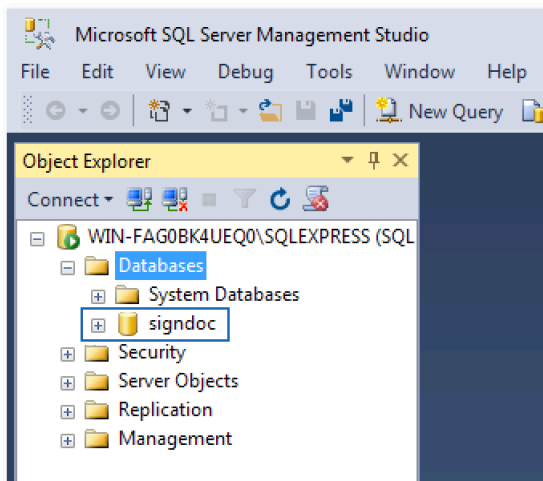 Microsoft SQL Server Management Studio
File Edit View Debug Tools Window Help
New Query
Object Explorer
Connect
WIN-FAG0BK4UEQ0\SQLEXPRESS (SQL
Databases
System Databases
signdoc
Security
Server Objects
Replication
Management